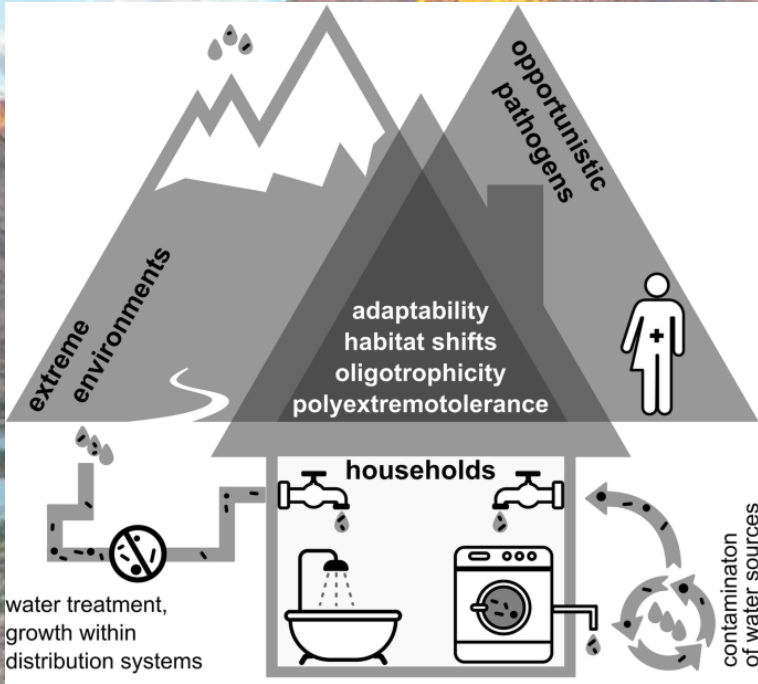 opportunistic
pathogens
extreme
environments
adaptability
habitat shifts
oligotrophicity
polyextremotolerance
households
water treatment,
growth within
distribution systems
contaminaton
of water sources